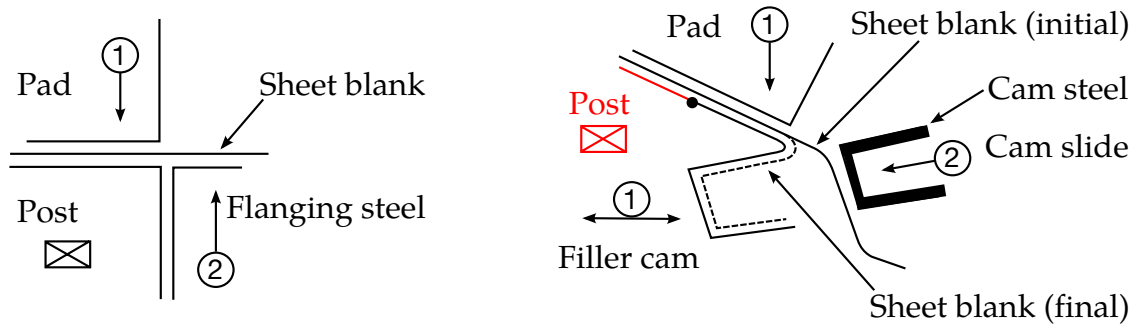 1
Pad
Sheet blank
Post
Flanging steel
2
Pad
1
Sheet blank (initial)
Post
Cam steel
2
Cam slide
1
Filler cam
Sheet blank (final)